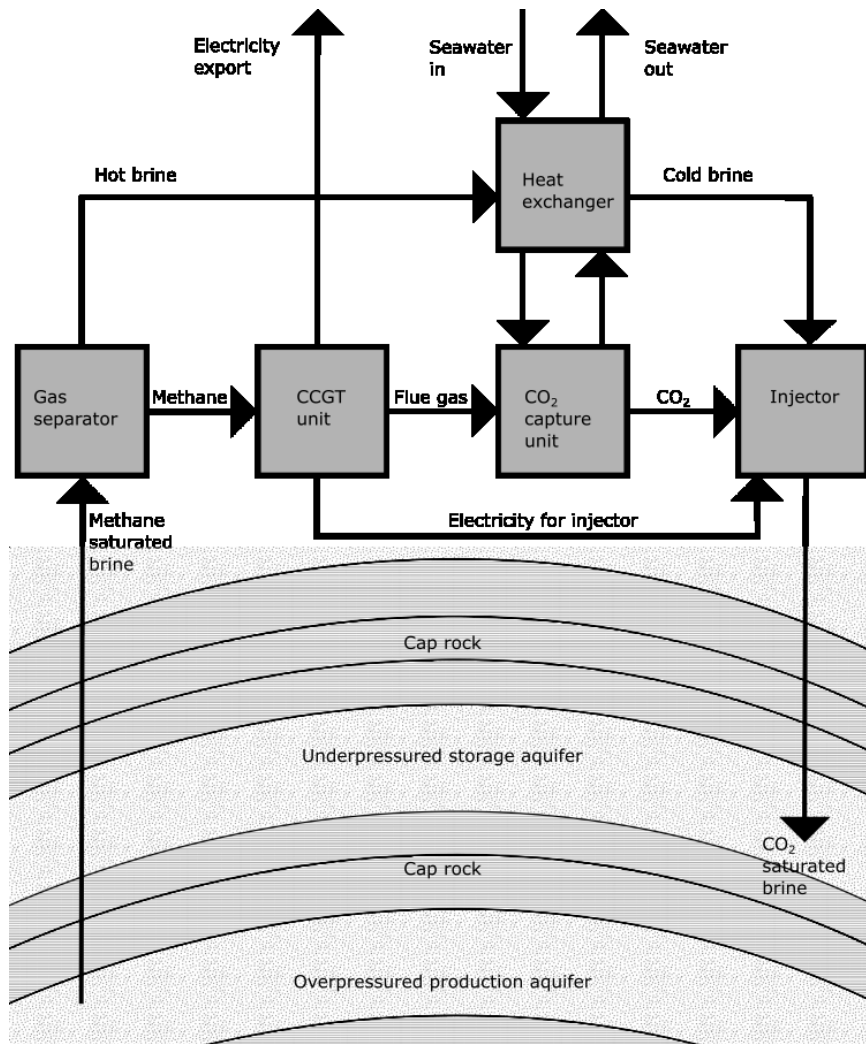 Electricity
export
Seawater
in
Seawater
out
Hot brine
Heat
exchanger
Cold brine
Gas
separator
Methane
CCGT
unit
Flue gas
CO₂
capture
unit
CO₂
Injector
Methane
saturated
brine
Electricity for injector
Cap rock
Underpressured storage aquifer
CO₂
saturated
brine
Cap rock
Overpressured production aquifer